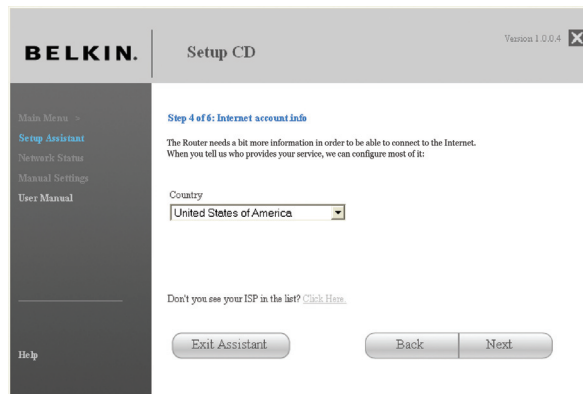 BELKIN.
Setup CD
Version 1.0.0.4
Main Menu >
Setup Assistant
Network Status
Manual Settings
User Manual
Help
Step 4 of 6: Internet account info
The Router needs a bit more information in order to be able to connect to the Internet.
When you tell us who provides your service, we can configure most of it:
Country
United States of America
Don't you see your ISP in the list? Click Here.
Exit Assistant
Back
Next